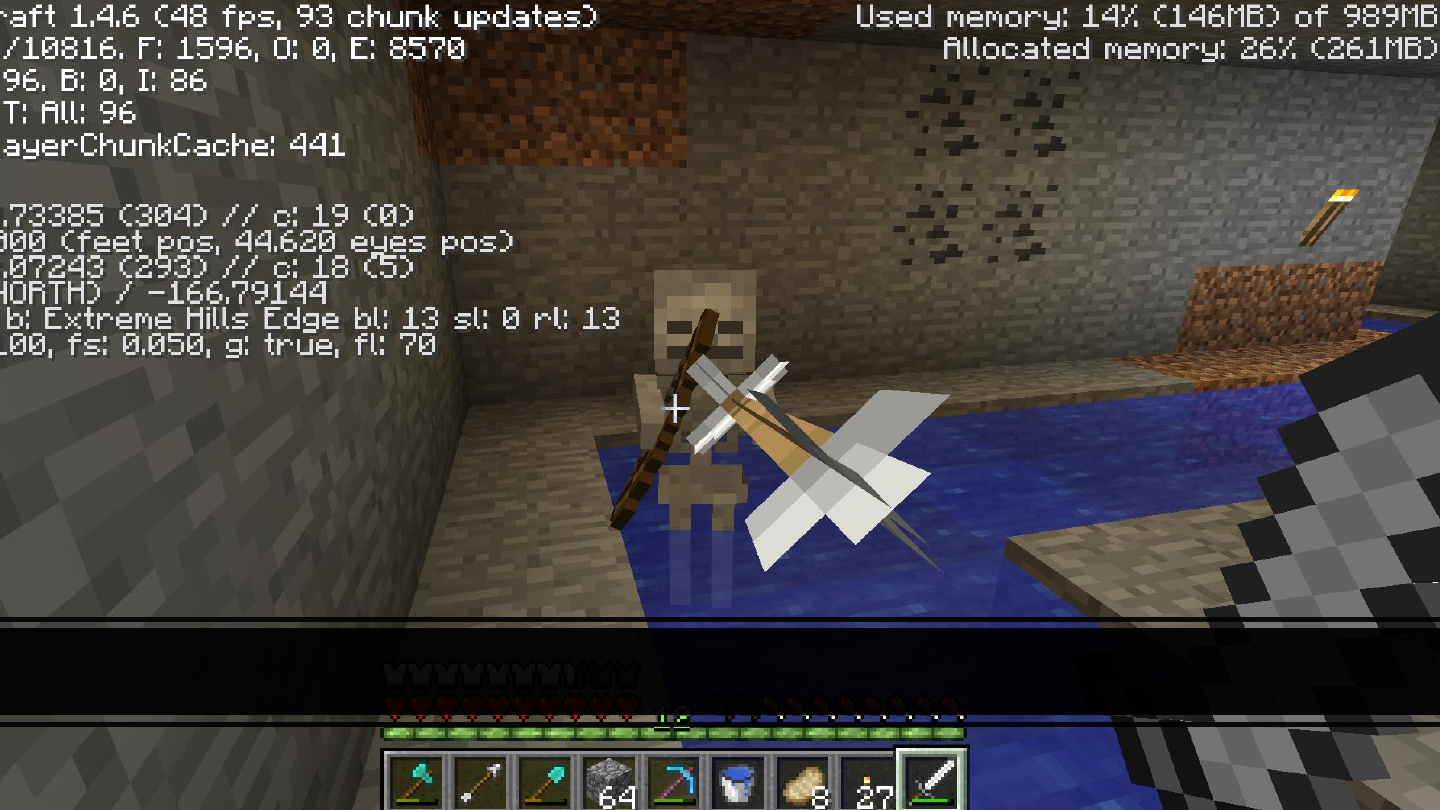 raft 1.4.6 (48 fps, 93 chunk updates)
Used memory: 14% (146MB) of 989MB
/10816. F: 1596, O: 0, E: 8570
Allocated memory: 26% (261MB)
96. B: 0, I: 86
T: All: 96
ayerChunkCache: 441
.73385 (304) // c: 19 (0)
000 (feet pos, 44.620 eyes pos)
.07243 (293) // c: 18 (5)
NORTH) / -166.79144
b: Extreme Hills Edge bl: 13 sl: 0 rl: 13
.00, fs: 0.050, g: true, fl: 70
12
64 8 27